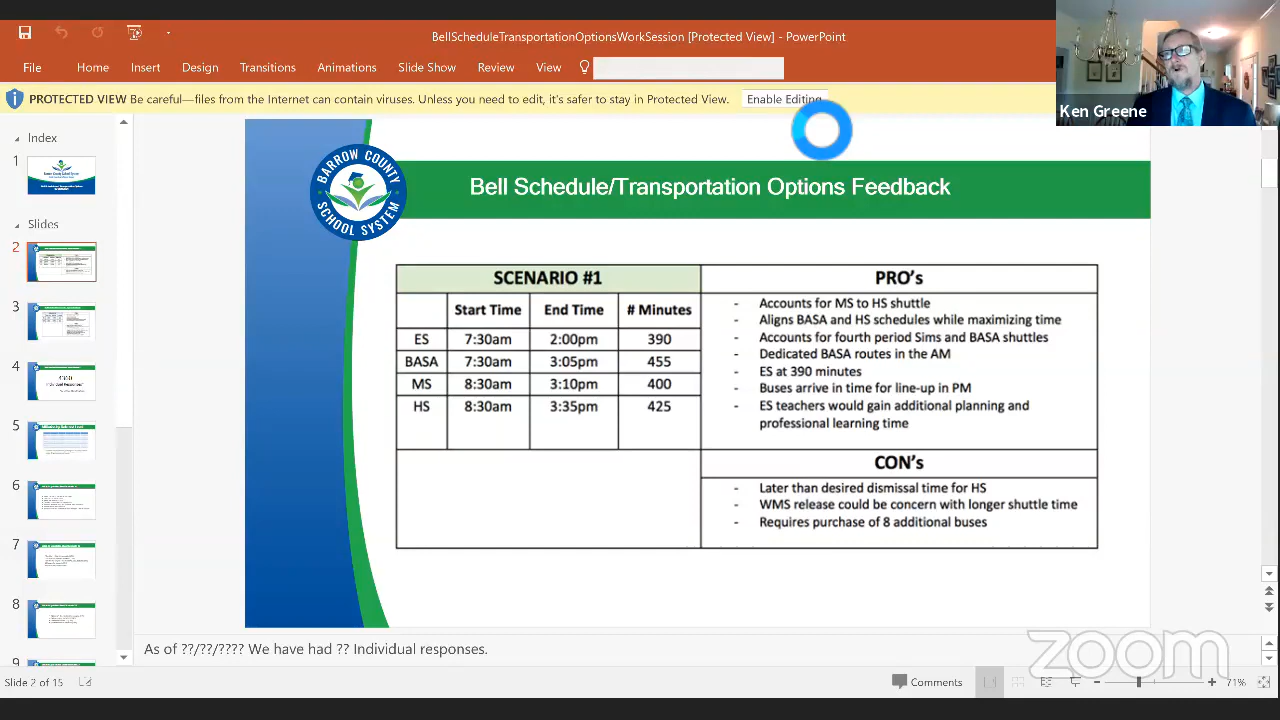 BellScheduleTransportationOptionsWorkSession [Protected View] - PowerPoint
File Home Insert Design Transitions Animations Slide Show Review View
PROTECTED VIEW Be careful—files from the Internet can contain viruses. Unless you need to edit, it's safer to stay in Protected View. Enable Editing
Ken Greene
Index
1
Slides
2
3
4
5
6
7
8
9
BARROW COUNTY
SCHOOL SYSTEM
Bell Schedule/Transportation Options Feedback
SCENARIO #1
Start Time End Time # Minutes
ES 7:30am 2:00pm 390
BASA 7:30am 3:05pm 455
MS 8:30am 3:10pm 400
HS 8:30am 3:35pm 425
PRO's
- Accounts for MS to HS shuttle
- Aligns BASA and HS schedules while maximizing time
- Accounts for fourth period Sims and BASA shuttles
- Dedicated BASA routes in the AM
- ES at 390 minutes
- Buses arrive in time for line-up in PM
- ES teachers would gain additional planning and
professional learning time
CON's
- Later than desired dismissal time for HS
- WMS release could be concern with longer shuttle time
- Requires purchase of 8 additional buses
As of ??/??/???? We have had ?? Individual responses.
zoom
Slide 2 of 15 Comments 71%